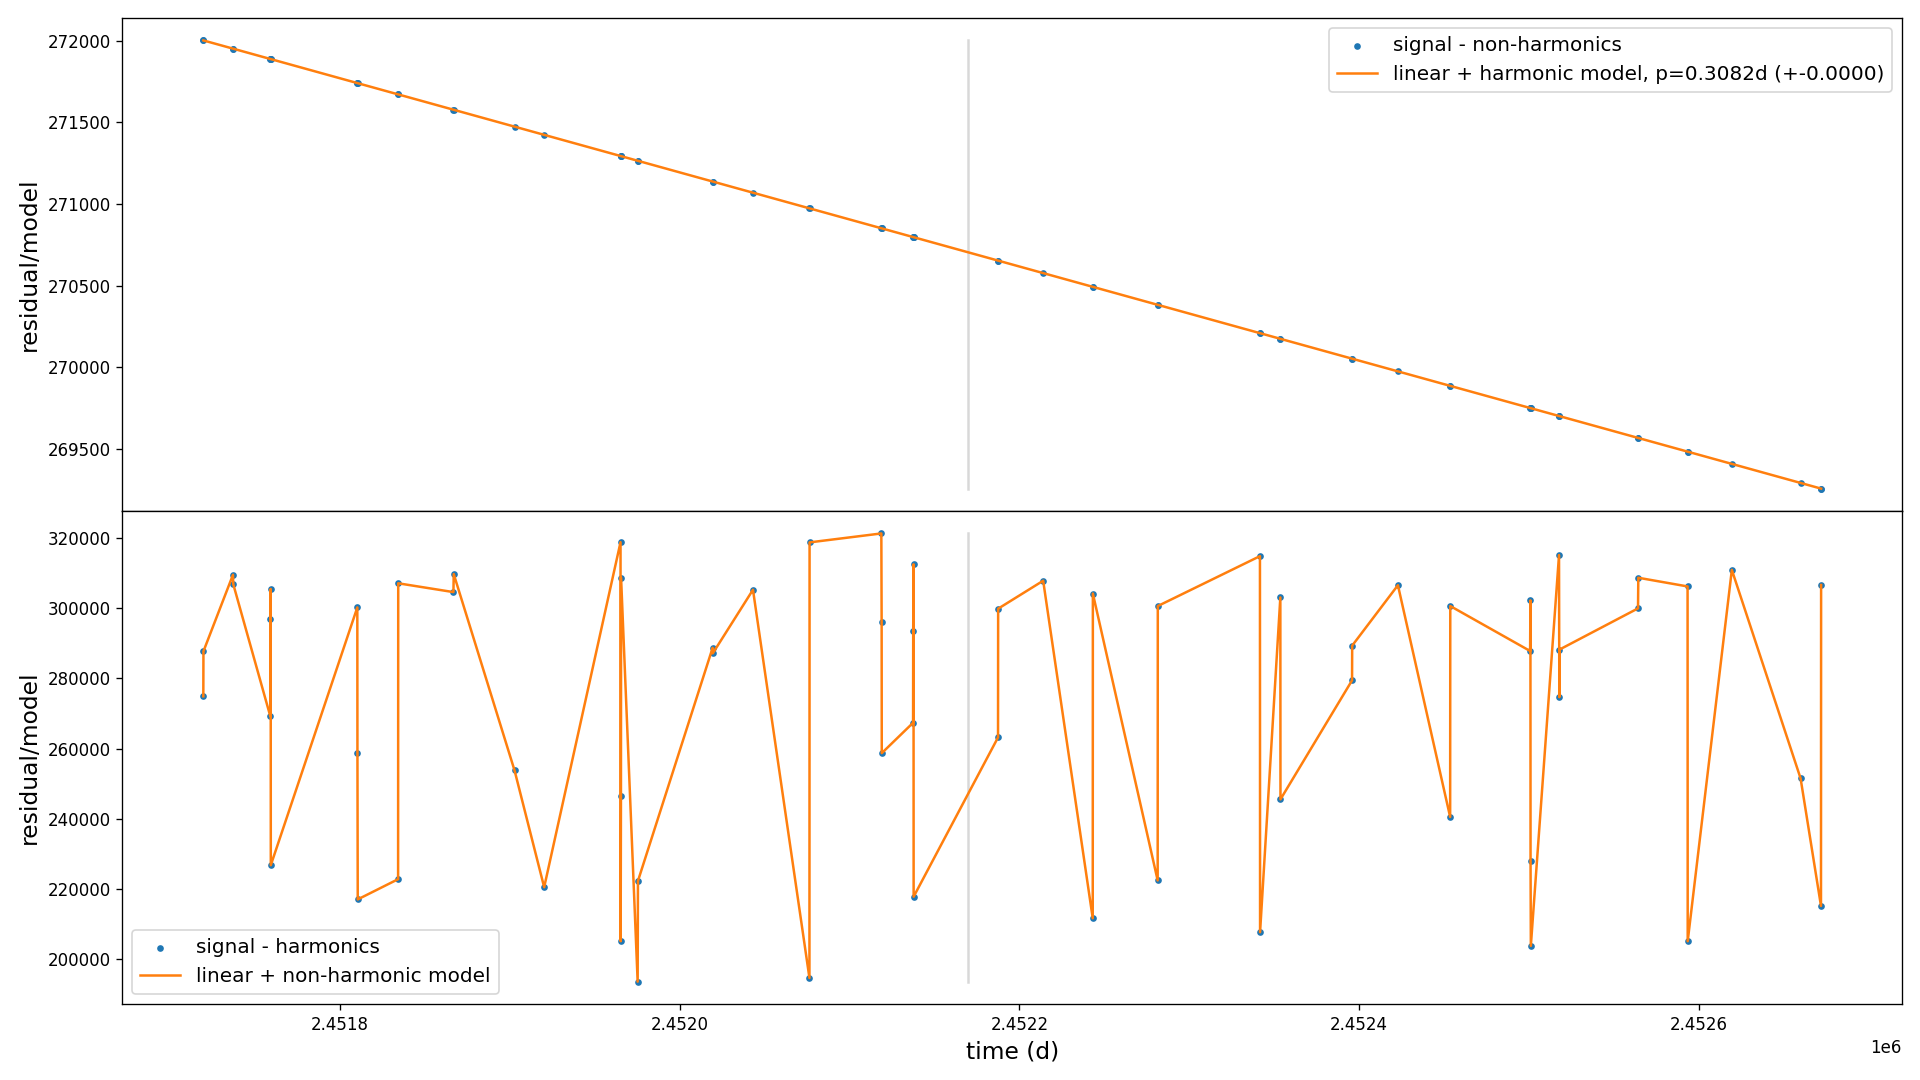 272000
271500
271000
270500
270000
269500
residual/model
signal - non-harmonics
linear + harmonic model, p=0.3082d (+-0.0000)
320000
300000
280000
260000
240000
220000
200000
residual/model
signal - harmonics
linear + non-harmonic model
2.4518
2.4520
2.4522
2.4524
2.4526
time (d)
1e6